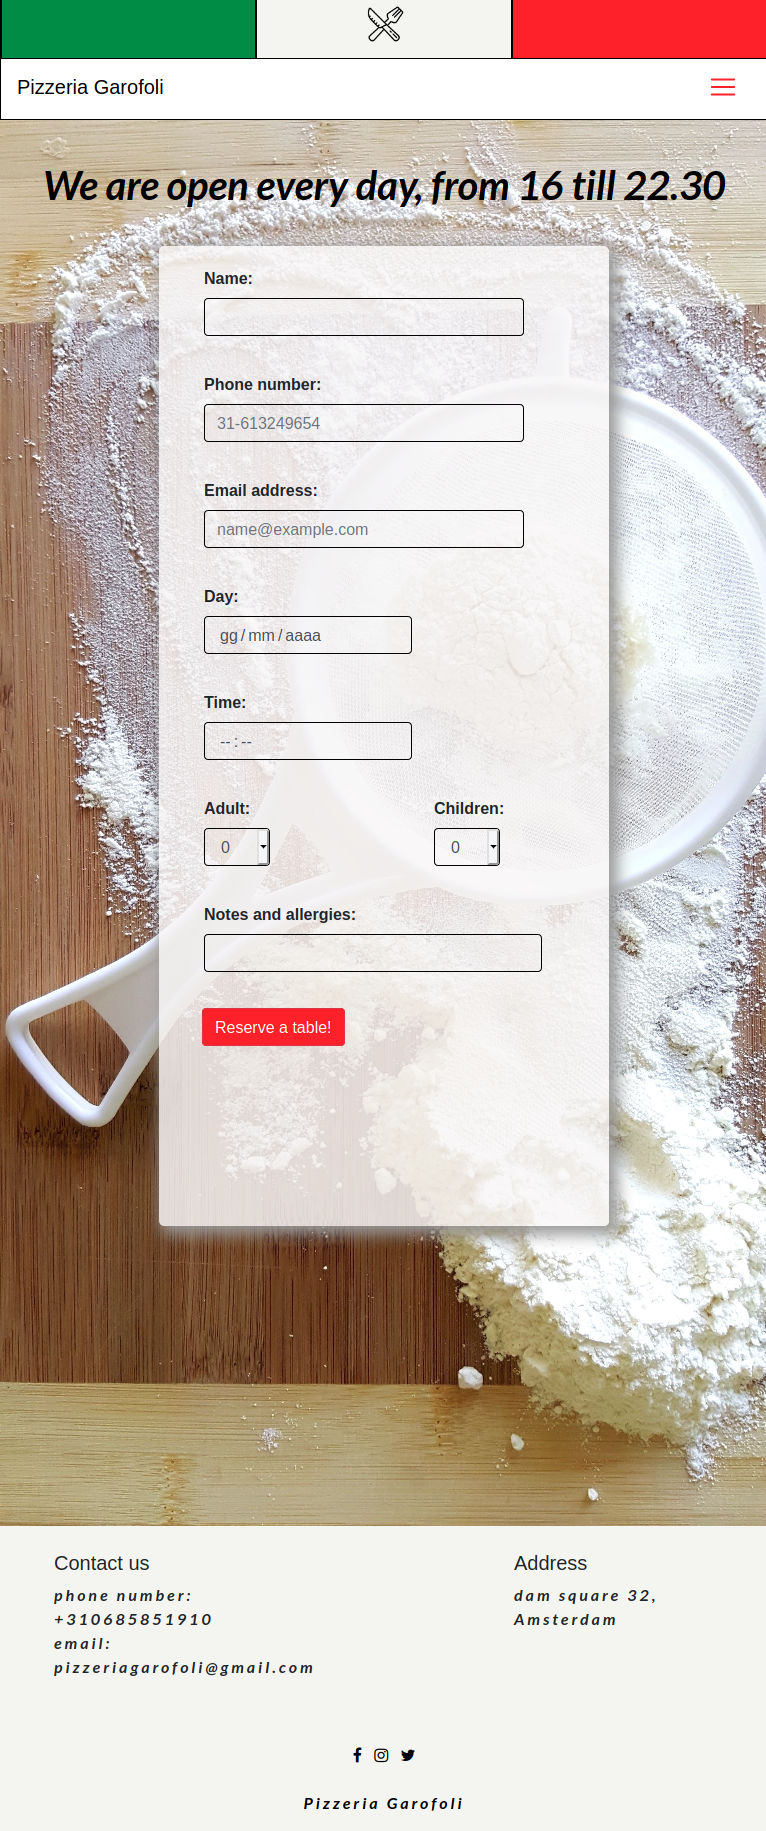 Pizzeria Garofoli
We are open every day, from 16 till 22.30
Name:
Phone number:
31-613249654
Email address:
name@example.com
Day:
gg/mm/aaaa
Time:
--:--
Adult: Children:
0 0
Notes and allergies:
Reserve a table!
Contact us
phone number:
+310685851910
email:
pizzeriagarofoli@gmail.com
Address
dam square 32,
Amsterdam
Pizzeria Garofoli